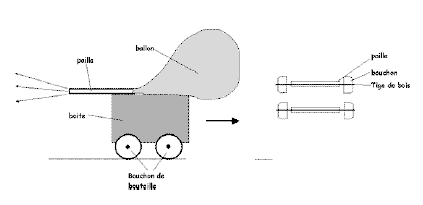 paille
ballon
boite
Bouchon de
bouteille
paille
bouchon
Tige de bois